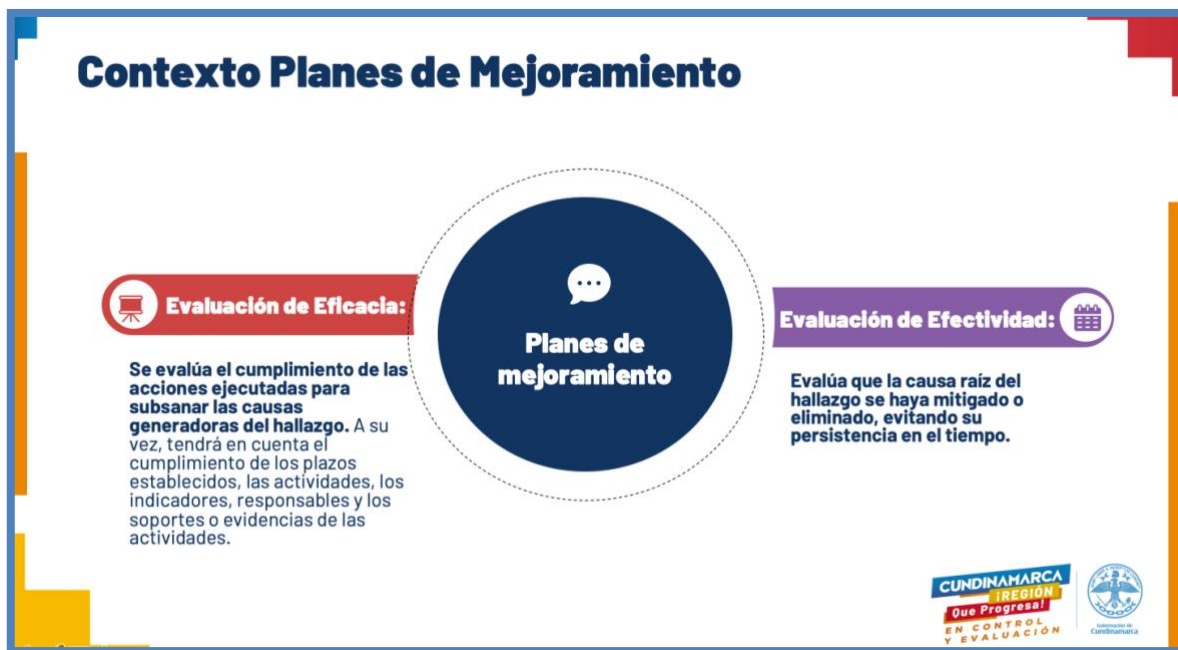 Contexto Planes de Mejoramiento
Evaluación de Eficacia:
Se evalúa el cumplimiento de las
acciones ejecutadas para
subsanar las causas
generadoras del hallazgo. A su
vez, tendrá en cuenta el
cumplimiento de los plazos
establecidos, las actividades, los
indicadores, responsables y los
soportes o evidencias de las
actividades.
Planes de
mejoramiento
Evaluación de Efectividad:
Evalúa que la causa raíz del
hallazgo se haya mitigado o
eliminado, evitando su
persistencia en el tiempo.
CUNDINAMARCA
¡REGIÓN
Que Progresa!
EN CONTROL
Y EVALUACIÓN
Gobernación de
Cundinamarca